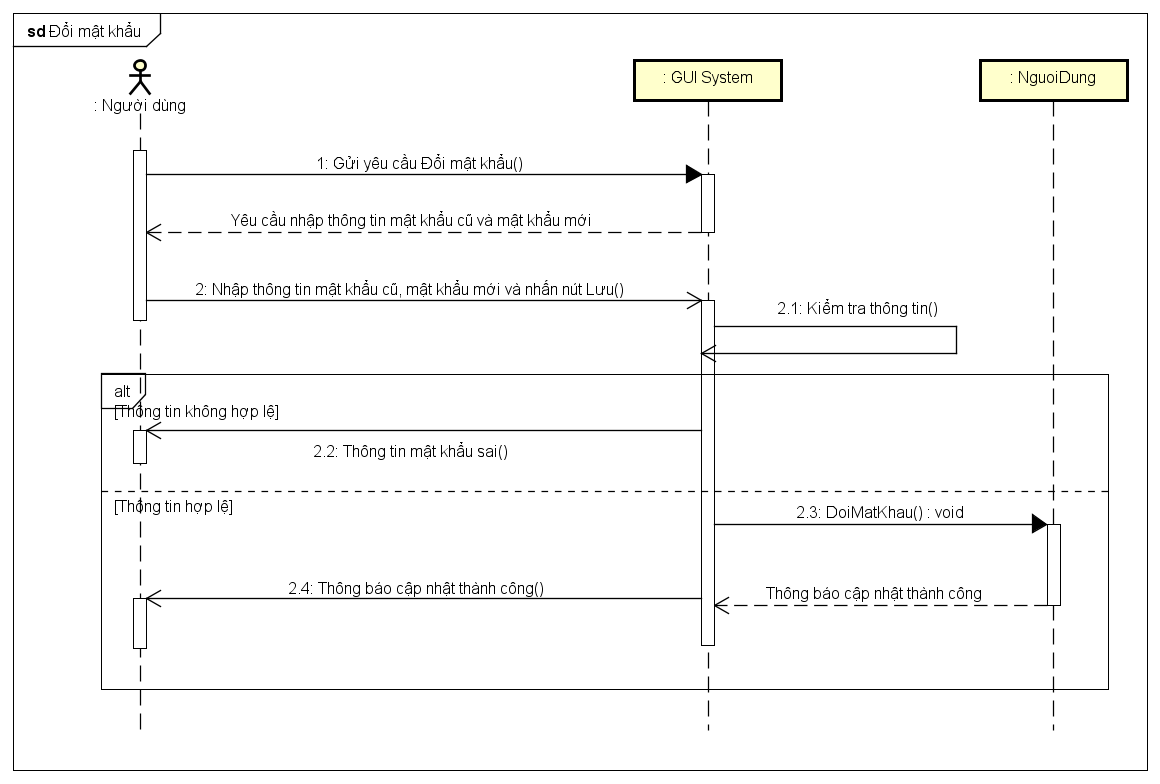 sd Đổi mật khẩu
: Người dùng
: GUI System
: NguoiDung
1: Gửi yêu cầu Đổi mật khẩu()
Yêu cầu nhập thông tin mật khẩu cũ và mật khẩu mới
2: Nhập thông tin mật khẩu cũ, mật khẩu mới và nhấn nút Lưu()
2.1: Kiểm tra thông tin()
alt
[Thông tin không hợp lệ]
2.2: Thông tin mật khẩu sai()
[Thông tin hợp lệ]
2.3: DoiMatKhau() : void
2.4: Thông báo cập nhật thành công()
Thông báo cập nhật thành công